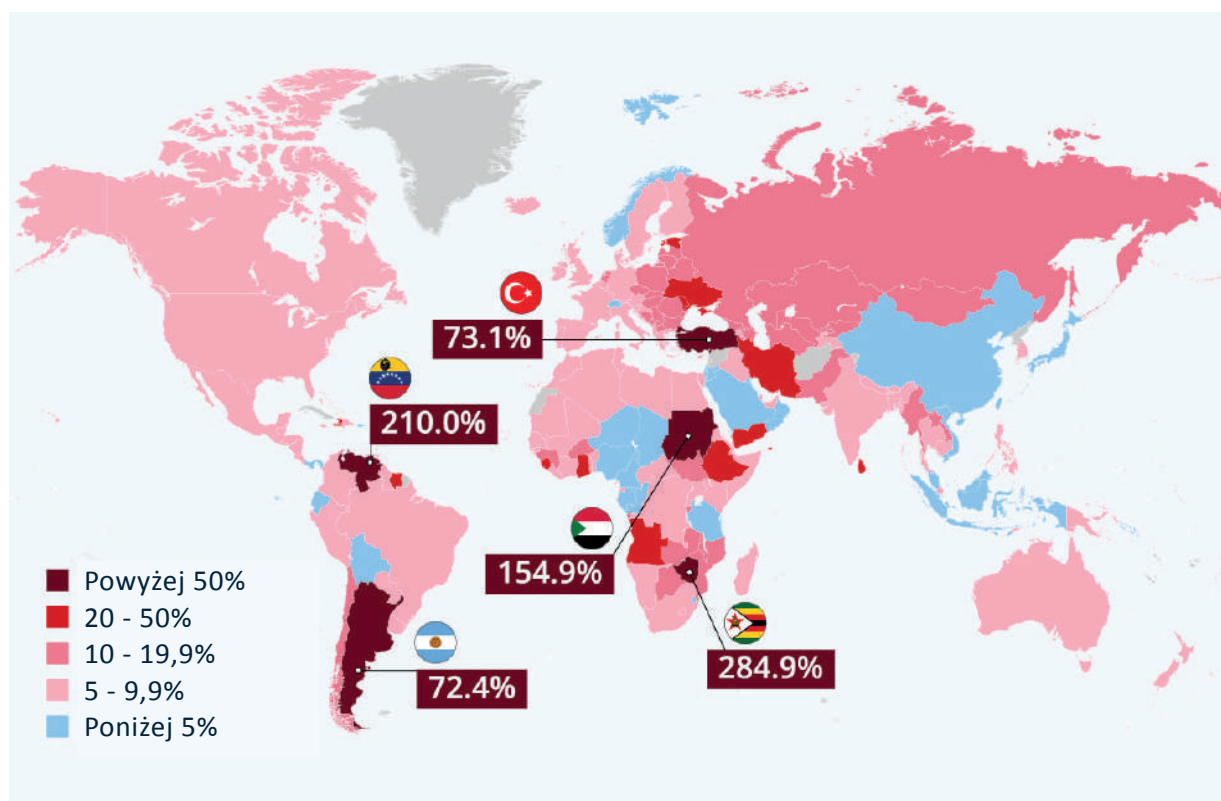 73.1%
210.0%
154.9%
284.9%
72.4%
Powyżej 50%
20 - 50%
10 - 19,9%
5 - 9,9%
Poniżej 5%